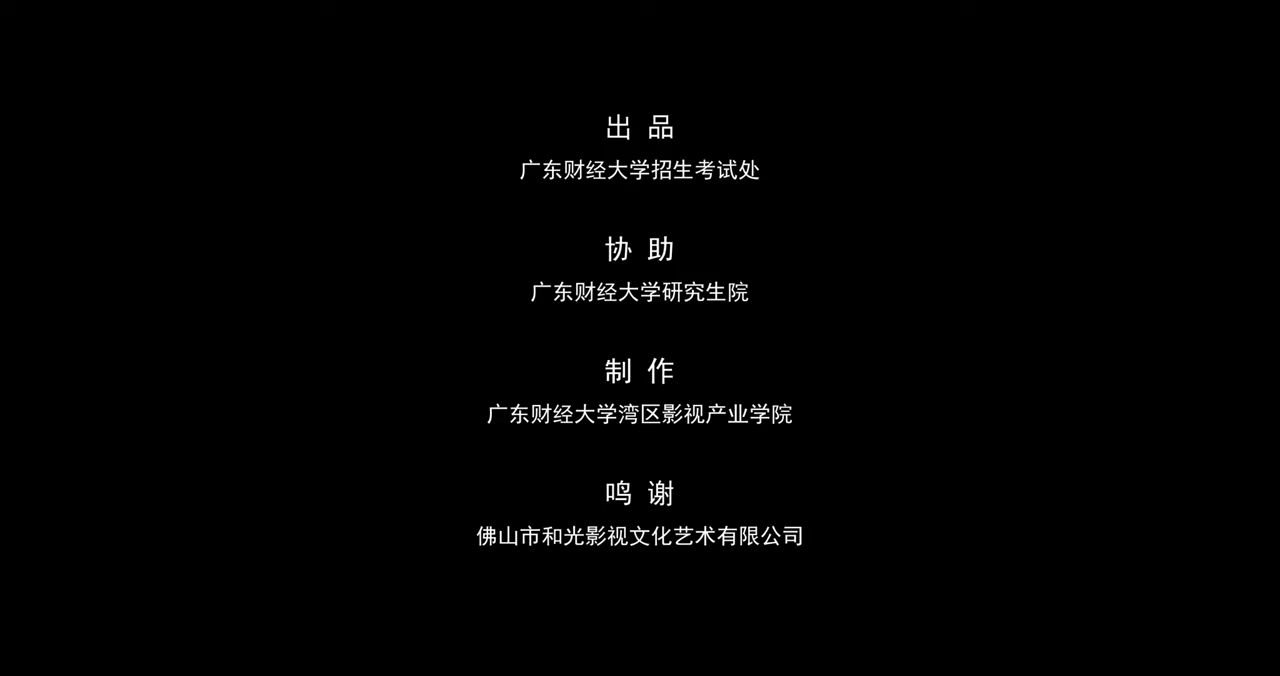 出 品
广东财经大学招生考试处
协 助
广东财经大学研究生院
制 作
广东财经大学湾区影视产业学院
鸣 谢
佛山市和光影视文化艺术有限公司